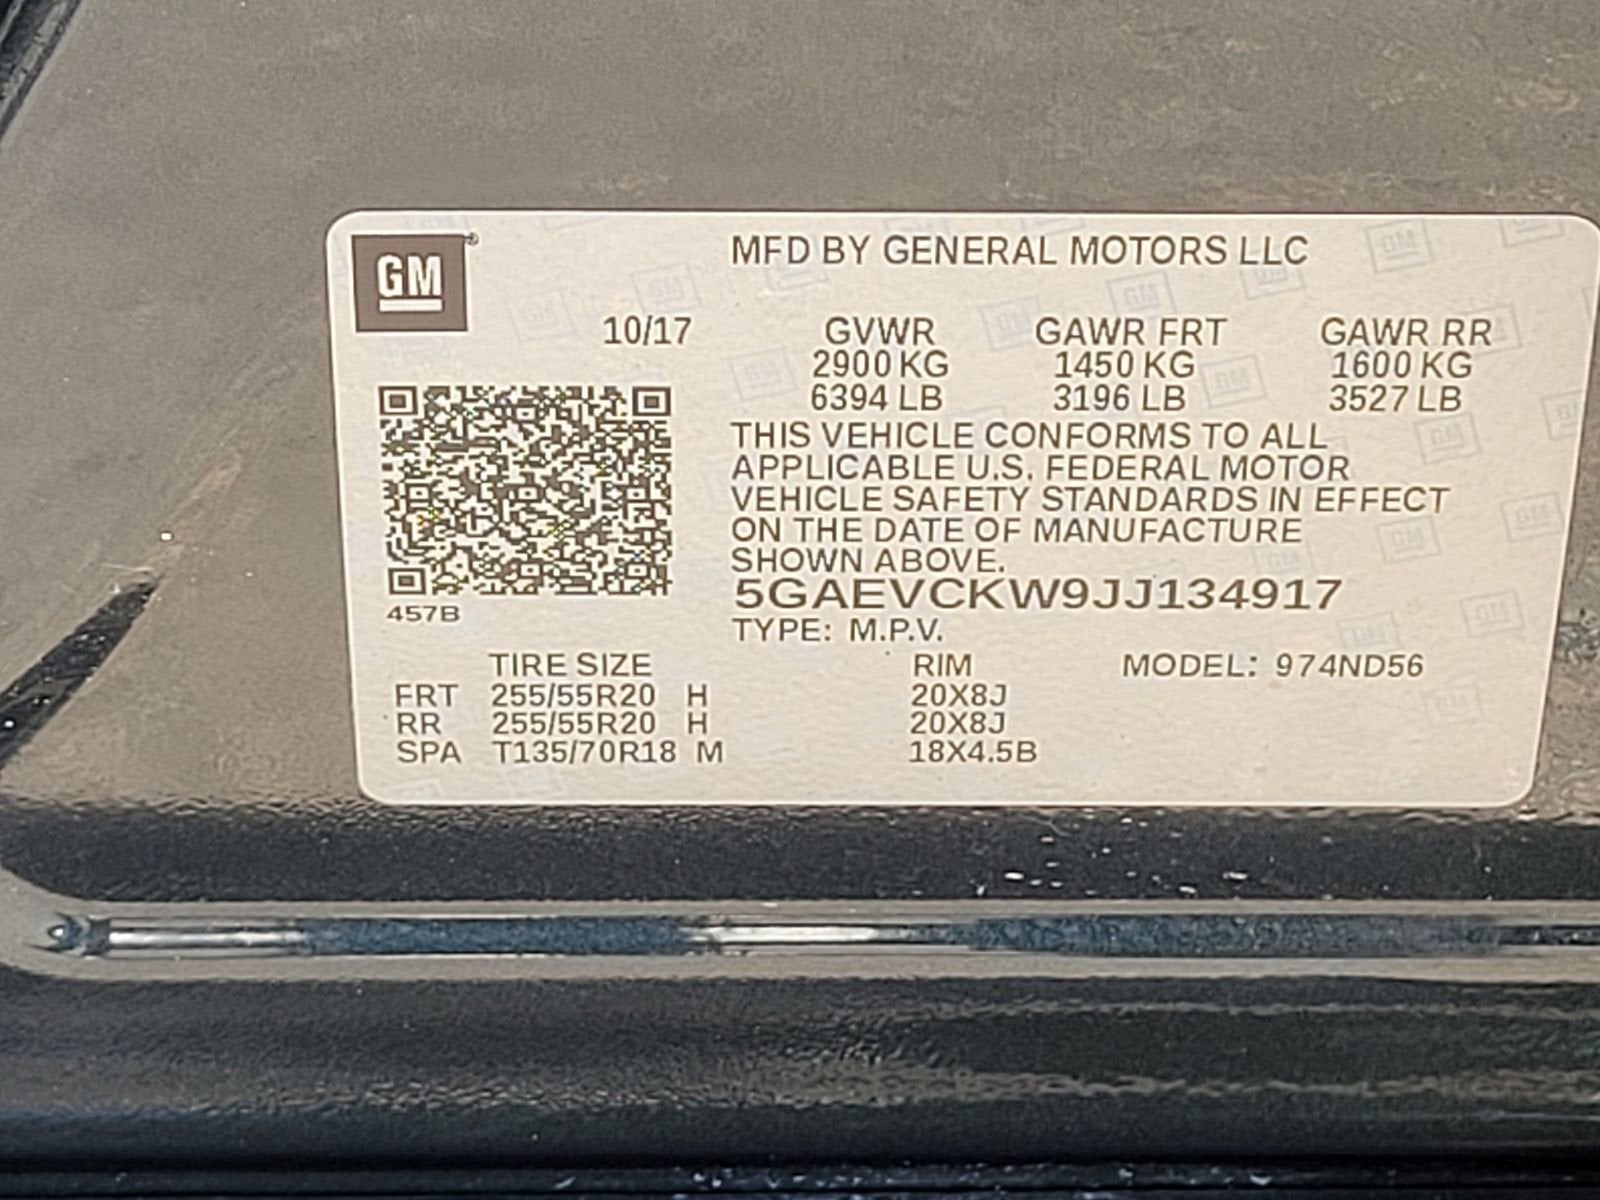 GM®
MFD BY GENERAL MOTORS LLC
10/17 GVWR GAWR FRT GAWR RR
2900 KG 1450 KG 1600 KG
6394 LB 3196 LB 3527 LB
THIS VEHICLE CONFORMS TO ALL
APPLICABLE U.S. FEDERAL MOTOR
VEHICLE SAFETY STANDARDS IN EFFECT
ON THE DATE OF MANUFACTURE
SHOWN ABOVE.
5GAEVCKW9JJ134917
457B
TYPE: M.P.V.
TIRE SIZE RIM MODEL: 974ND56
FRT 255/55R20 H 20X8J
RR 255/55R20 H 20X8J
SPA T135/70R18 M 18X4.5B